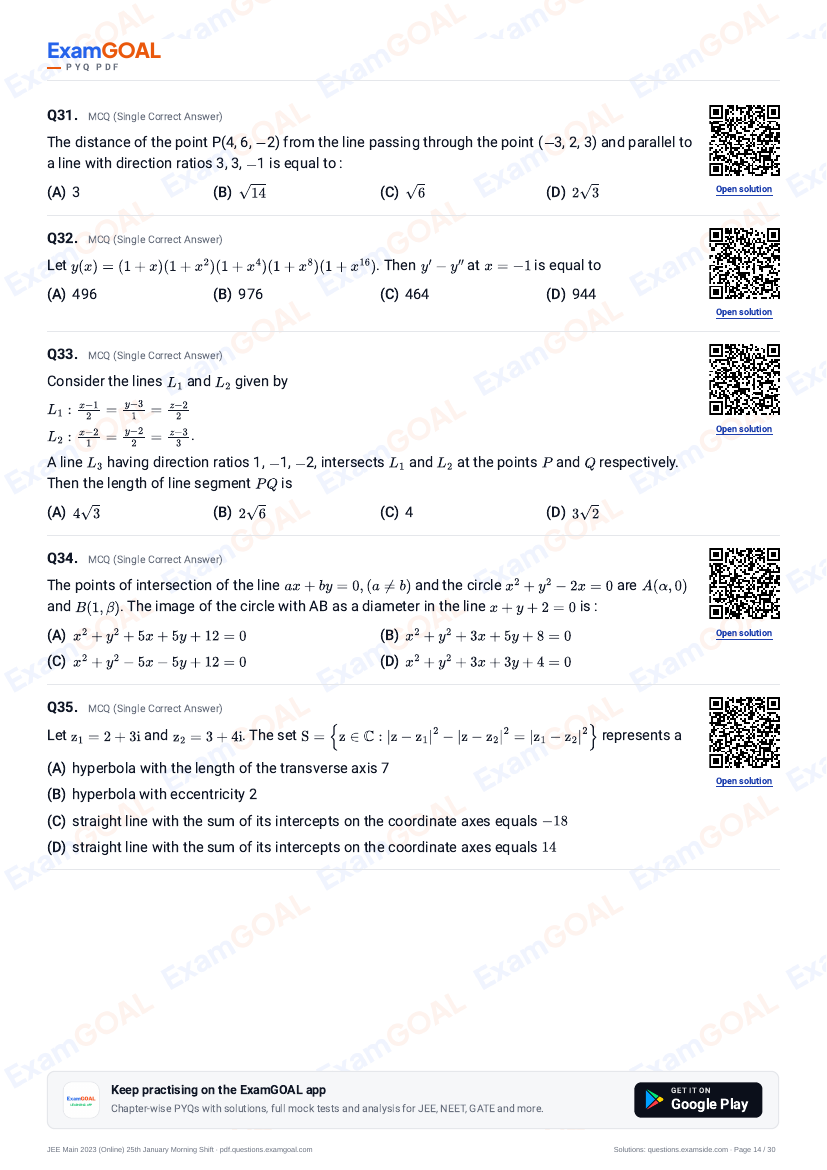 ExamGOAL
PYQ PDF
Q31. MCQ (Single Correct Answer)
The distance of the point P(4, 6, −2) from the line passing through the point (−3, 2, 3) and parallel to
a line with direction ratios 3, 3, −1 is equal to :
(A) 3 (B) √14 (C) √6 (D) 2√3
Open solution
Q32. MCQ (Single Correct Answer)
Let y(x) = (1 + x)(1 + x²)(1 + x⁴)(1 + x⁸)(1 + x¹⁶). Then y′ − y″ at x = −1 is equal to
(A) 496 (B) 976 (C) 464 (D) 944
Open solution
Q33. MCQ (Single Correct Answer)
Consider the lines L₁ and L₂ given by
L₁ : (x−1)/2 = (y−3)/1 = (z−2)/2
L₂ : (x−2)/1 = (y−2)/2 = (z−3)/3.
A line L₃ having direction ratios 1, −1, −2, intersects L₁ and L₂ at the points P and Q respectively.
Then the length of line segment PQ is
(A) 4√3 (B) 2√6 (C) 4 (D) 3√2
Open solution
Q34. MCQ (Single Correct Answer)
The points of intersection of the line ax + by = 0, (a ≠ b) and the circle x² + y² − 2x = 0 are A(α, 0)
and B(1, β). The image of the circle with AB as a diameter in the line x + y + 2 = 0 is :
(A) x² + y² + 5x + 5y + 12 = 0 (B) x² + y² + 3x + 5y + 8 = 0
(C) x² + y² − 5x − 5y + 12 = 0 (D) x² + y² + 3x + 3y + 4 = 0
Open solution
Q35. MCQ (Single Correct Answer)
Let z₁ = 2 + 3i and z₂ = 3 + 4i. The set S = {z ∈ ℂ : |z − z₁|² − |z − z₂|² = |z₁ − z₂|²} represents a
(A) hyperbola with the length of the transverse axis 7
(B) hyperbola with eccentricity 2
(C) straight line with the sum of its intercepts on the coordinate axes equals −18
(D) straight line with the sum of its intercepts on the coordinate axes equals 14
Open solution
Keep practising on the ExamGOAL app
Chapter-wise PYQs with solutions, full mock tests and analysis for JEE, NEET, GATE and more.
ExamGOAL
GET IT ON
Google Play
JEE Main 2023 (Online) 25th January Morning Shift · pdf.questions.examgoal.com
Solutions: questions.examside.com · Page 14 / 30